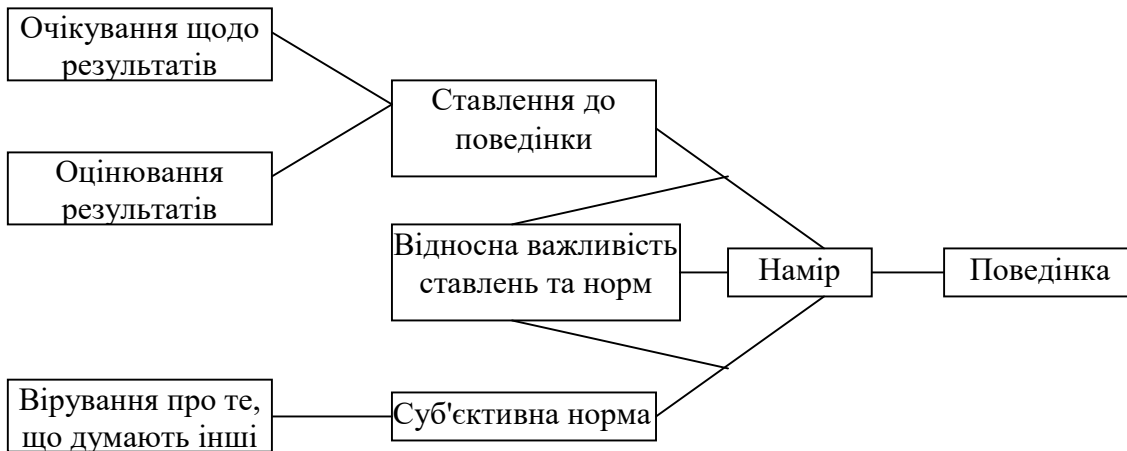 Очікування щодо
результатів
Ставлення до
поведінки
Оцінювання
результатів
Відносна важливість
ставлень та норм
Намір
Поведінка
Вірування про те,
що думають інші
Суб'єктивна норма